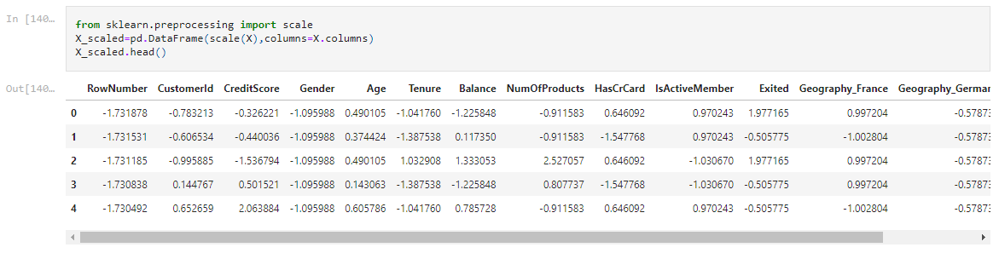 In [140…
from sklearn.preprocessing import scale
X_scaled=pd.DataFrame(scale(X),columns=X.columns)
X_scaled.head()
Out[140…
RowNumber CustomerId CreditScore Gender Age Tenure Balance NumOfProducts HasCrCard IsActiveMember Exited Geography_France Geography_German
0 -1.731878 -0.783213 -0.326221 -1.095988 0.490105 -1.041760 -1.225848 -0.911583 0.646092 0.970243 1.977165 0.997204 -0.57873
1 -1.731531 -0.606534 -0.440036 -1.095988 0.374424 -1.387538 0.117350 -0.911583 -1.547768 0.970243 -0.505775 -1.002804 -0.57873
2 -1.731185 -0.995885 -1.536794 -1.095988 0.490105 1.032908 1.333053 2.527057 0.646092 -1.030670 1.977165 0.997204 -0.57873
3 -1.730838 0.144767 0.501521 -1.095988 0.143063 -1.387538 -1.225848 0.807737 -1.547768 -1.030670 -0.505775 0.997204 -0.57873
4 -1.730492 0.652659 2.063884 -1.095988 0.605786 -1.041760 0.785728 -0.911583 0.646092 0.970243 -0.505775 -1.002804 -0.57873